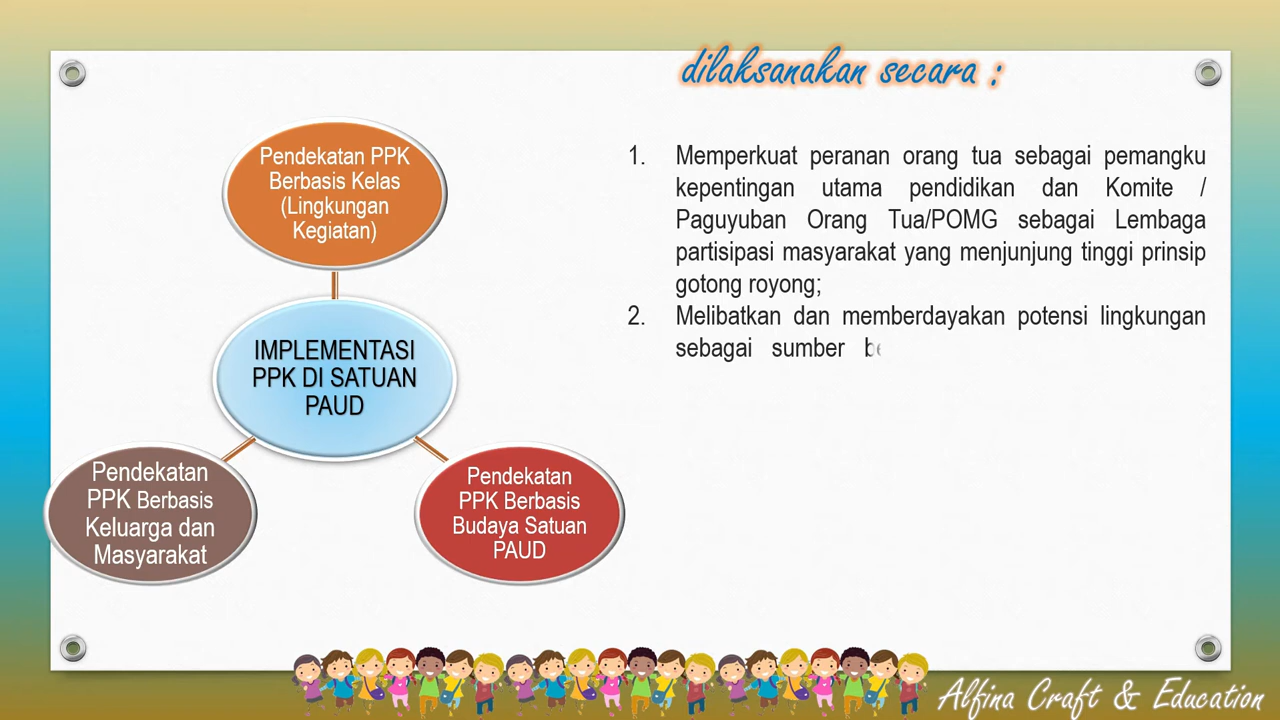 dilaksanakan secara :
Pendekatan PPK
Berbasis Kelas
(Lingkungan
Kegiatan)
IMPLEMENTASI
PPK DI SATUAN
PAUD
Pendekatan
PPK Berbasis
Keluarga dan
Masyarakat
Pendekatan
PPK Berbasis
Budaya Satuan
PAUD
1. Memperkuat peranan orang tua sebagai pemangku
kepentingan utama pendidikan dan Komite /
Paguyuban Orang Tua/POMG sebagai Lembaga
partisipasi masyarakat yang menjunjung tinggi prinsip
gotong royong;
2. Melibatkan dan memberdayakan potensi lingkungan
sebagai sumber
Alfina Craft & Education